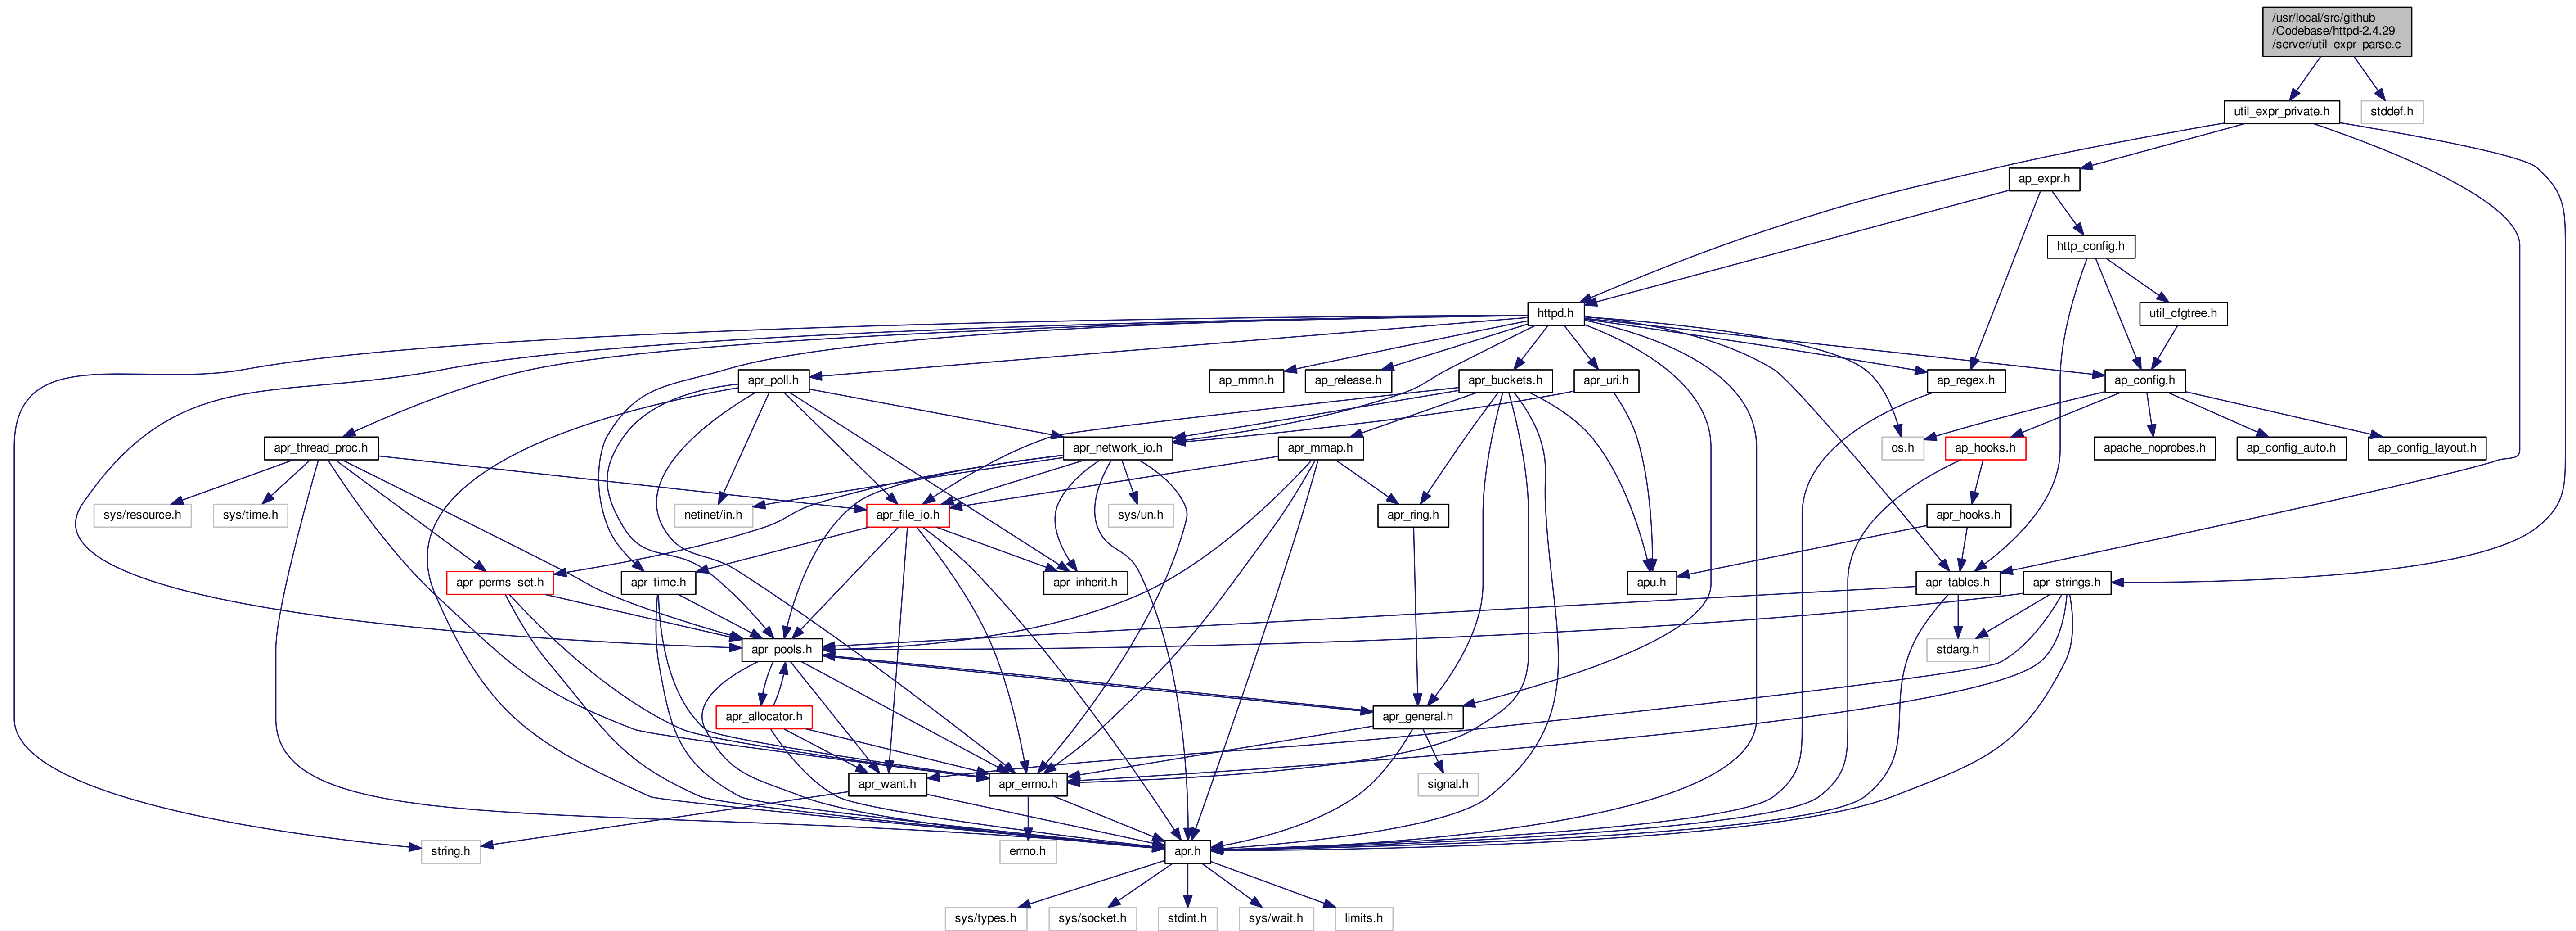 /usr/local/src/github
/Codebase/httpd-2.4.29
/server/util_expr_parse.c
util_expr_private.h
stddef.h
ap_expr.h
http_config.h
httpd.h
util_cfgtree.h
apr_poll.h
ap_mmn.h
ap_release.h
apr_buckets.h
apr_uri.h
ap_regex.h
ap_config.h
apr_thread_proc.h
apr_network_io.h
apr_mmap.h
os.h
ap_hooks.h
apache_noprobes.h
ap_config_auto.h
ap_config_layout.h
sys/resource.h
sys/time.h
netinet/in.h
apr_file_io.h
sys/un.h
apr_ring.h
apr_hooks.h
apr_perms_set.h
apr_time.h
apr_inherit.h
apu.h
apr_tables.h
apr_strings.h
apr_pools.h
stdarg.h
apr_allocator.h
apr_general.h
apr_want.h
apr_errno.h
signal.h
string.h
errno.h
apr.h
sys/types.h
sys/socket.h
stdint.h
sys/wait.h
limits.h